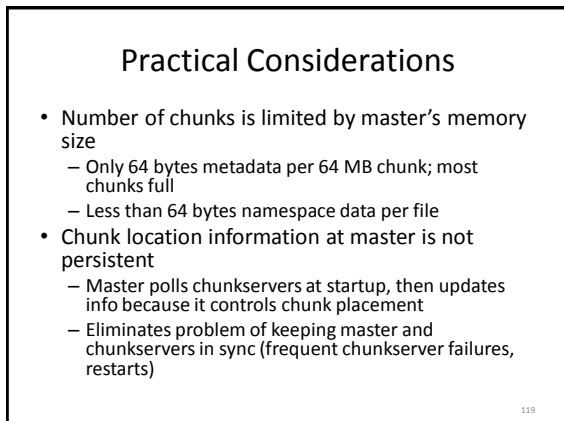 Practical Considerations
• Number of chunks is limited by master's memory
size
– Only 64 bytes metadata per 64 MB chunk; most
chunks full
– Less than 64 bytes namespace data per file
• Chunk location information at master is not
persistent
– Master polls chunkservers at startup, then updates
info because it controls chunk placement
– Eliminates problem of keeping master and
chunkservers in sync (frequent chunkserver failures,
restarts)
119